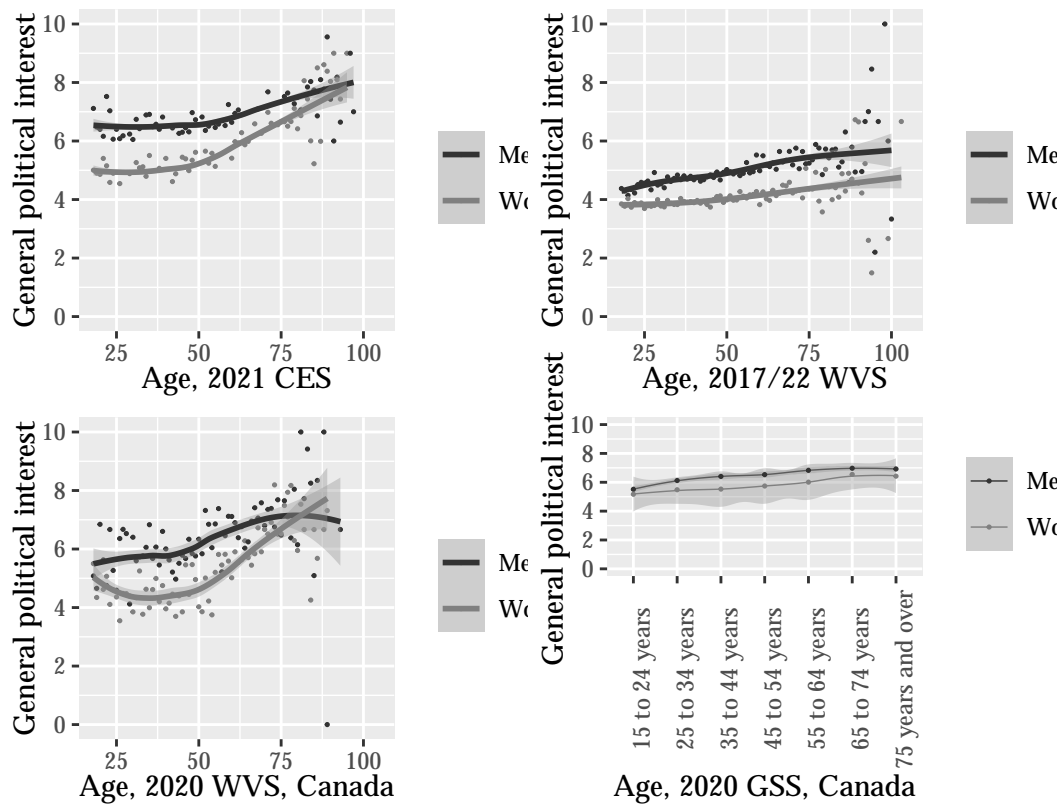 General political interest
10
8
6
4
2
0
25
50
75
100
Age, 2021 CES
Me
Wo
General political interest
10
8
6
4
2
0
25
50
75
100
Age, 2017/22 WVS
Me
Wo
General political interest
10
8
6
4
2
0
25
50
75
100
Age, 2020 WVS, Canada
Me
Wo
General political interest
10
8
6
4
2
0
15 to 24 years
25 to 34 years
35 to 44 years
45 to 54 years
55 to 64 years
65 to 74 years
75 years and over
Age, 2020 GSS, Canada
Me
Wo